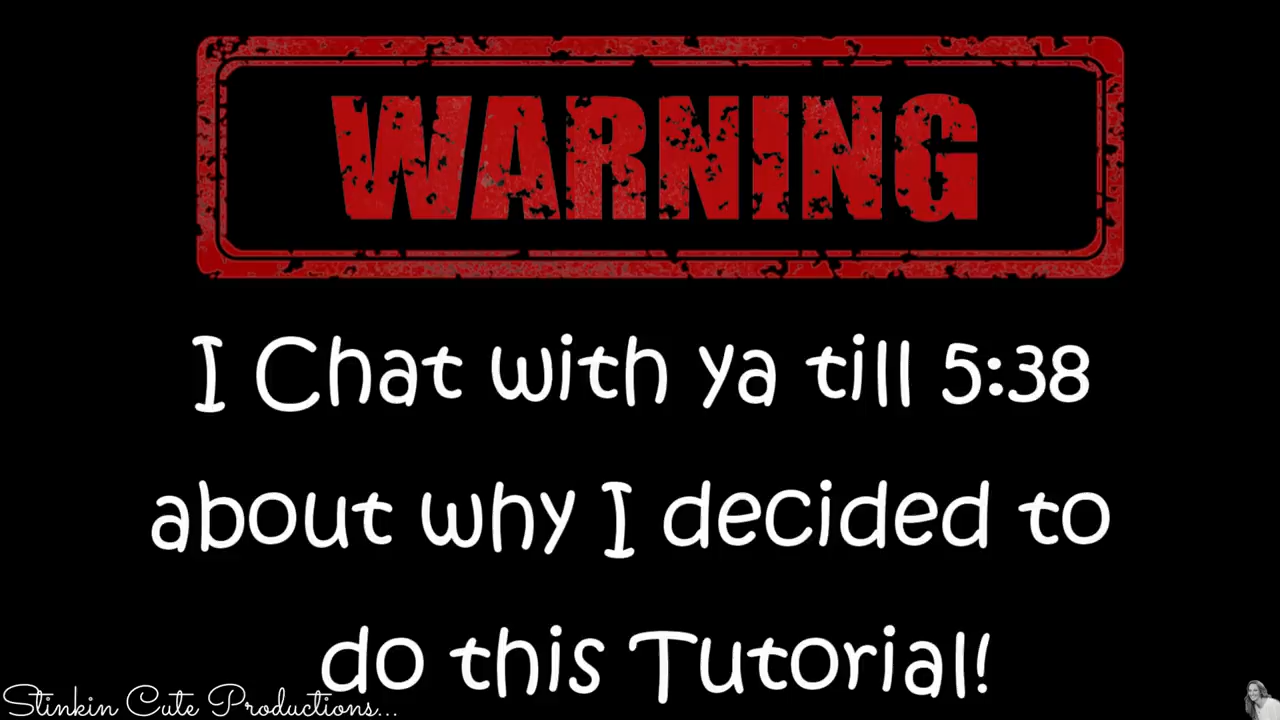 WARNING
I Chat with ya till 5:38
about why I decided to
do this Tutorial!
Stinkin Cute Productions...